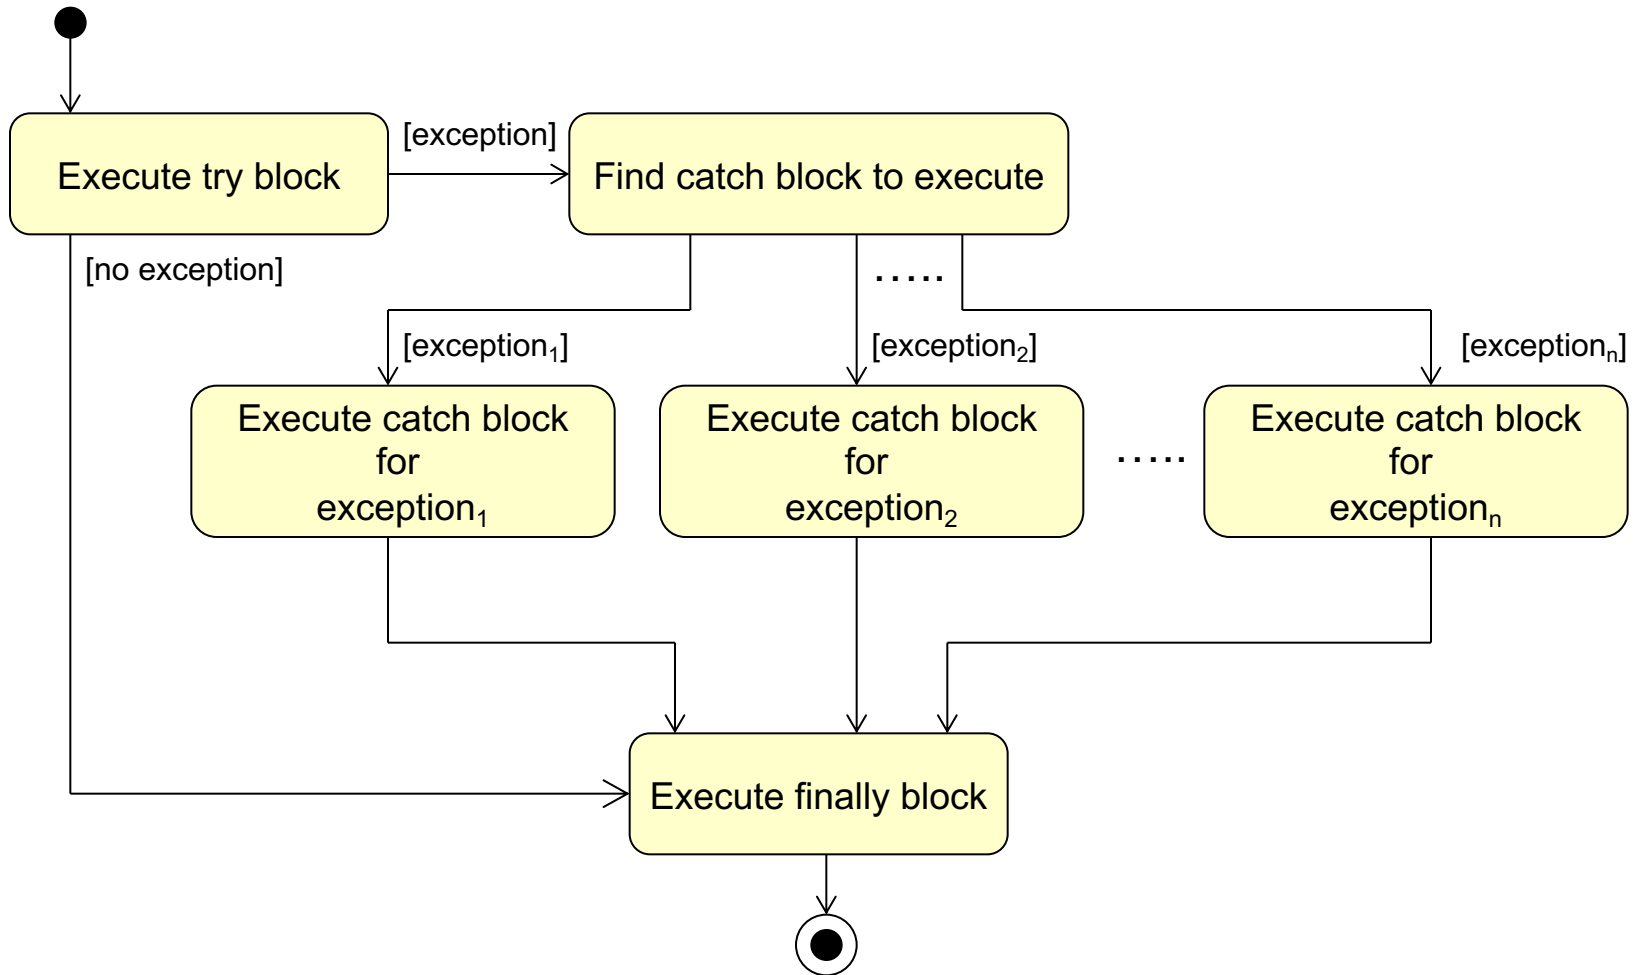 [exception]
Execute try block
Find catch block to execute
[no exception]
.....
[exception₁]
[exception₂]
[exceptionₙ]
Execute catch block
for
exception₁
Execute catch block
for
exception₂
.....
Execute catch block
for
exceptionₙ
Execute finally block